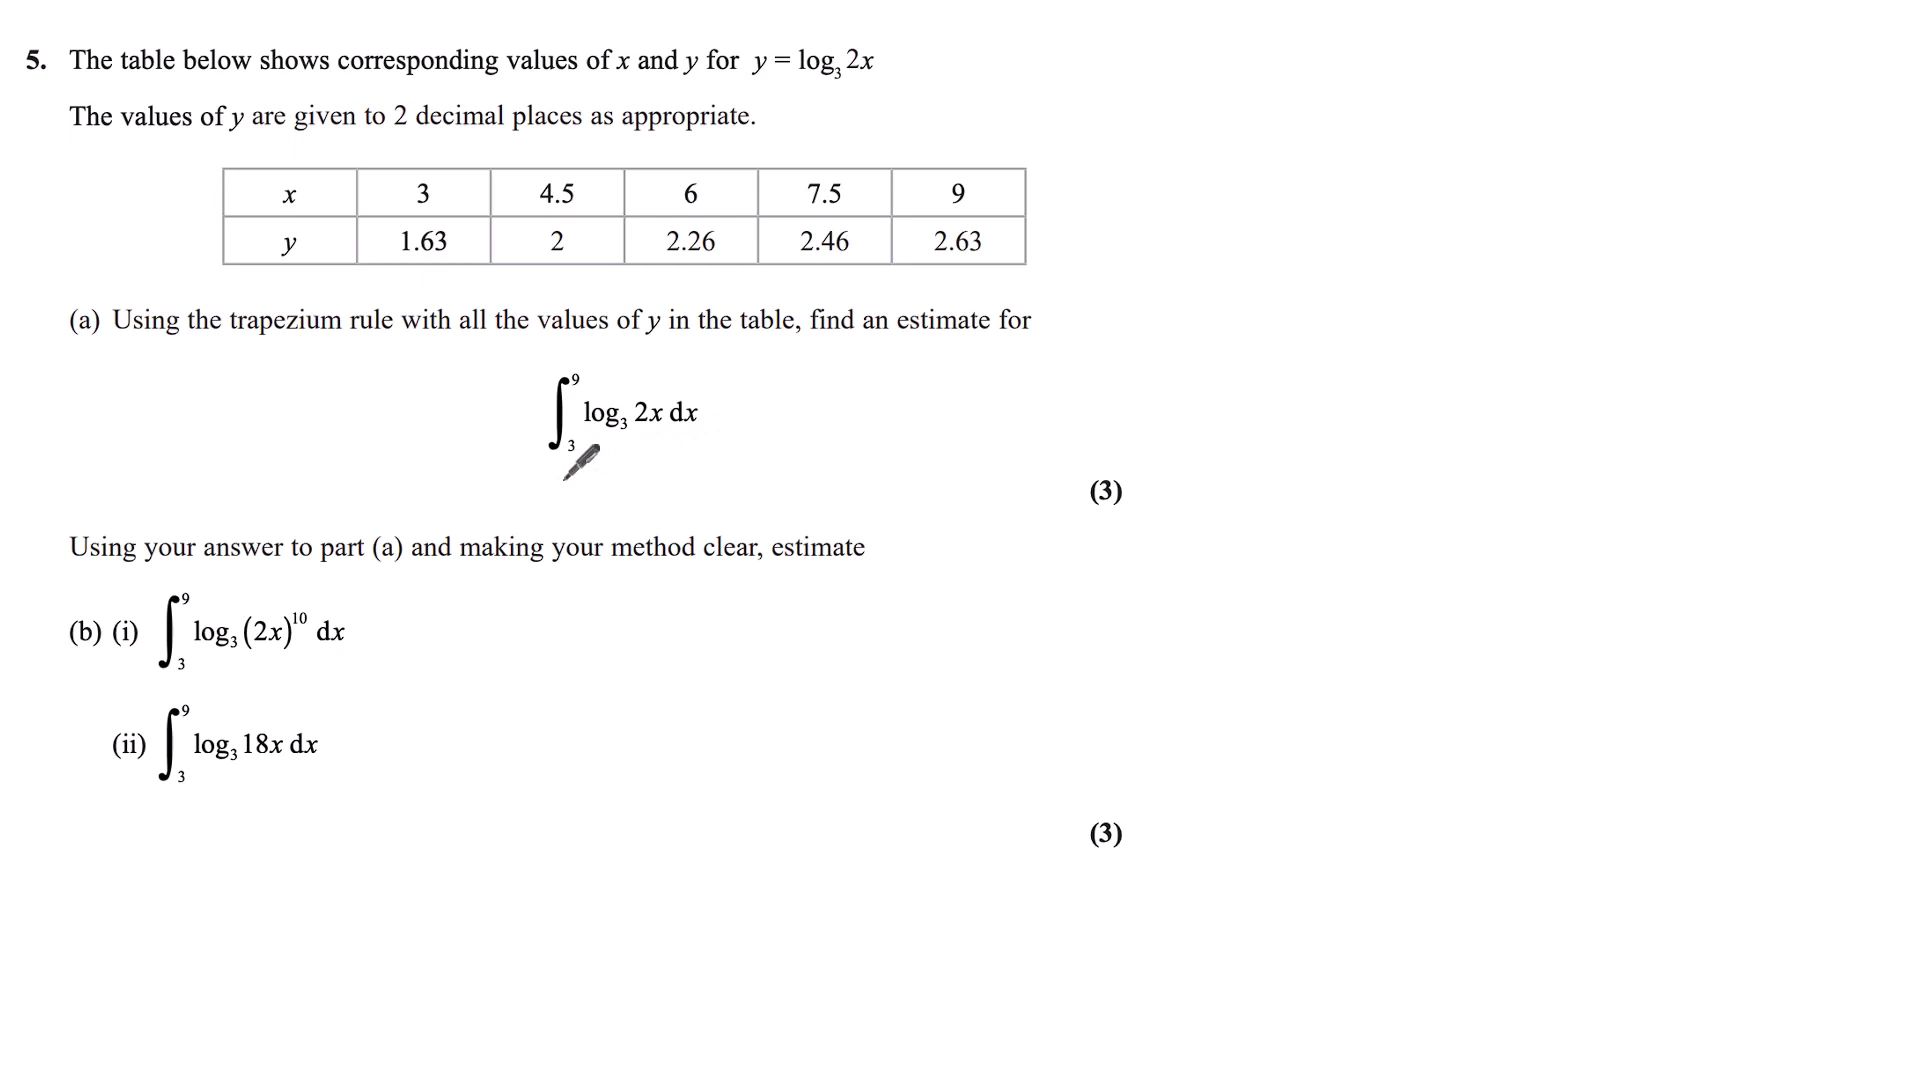 5. The table below shows corresponding values of x and y for y = log₃ 2x
The values of y are given to 2 decimal places as appropriate.
x 3 4.5 6 7.5 9
y 1.63 2 2.26 2.46 2.63
(a) Using the trapezium rule with all the values of y in the table, find an estimate for
∫₃⁹ log₃ 2x dx
(3)
Using your answer to part (a) and making your method clear, estimate
(b) (i) ∫₃⁹ log₃ (2x)¹⁰ dx
(ii) ∫₃⁹ log₃ 18x dx
(3)